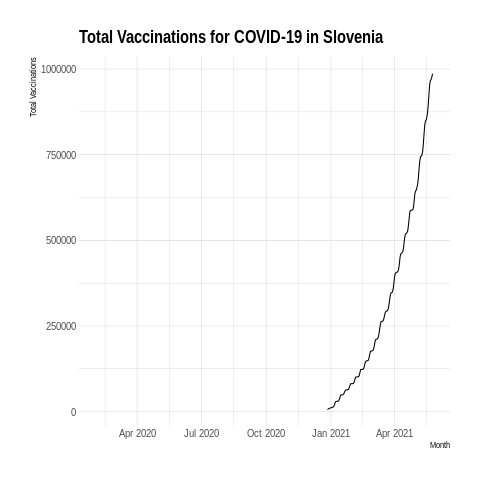 Total Vaccinations for COVID-19 in Slovenia
Total Vaccinations
1000000
750000
500000
250000
0
Apr 2020 Jul 2020 Oct 2020 Jan 2021 Apr 2021
Month